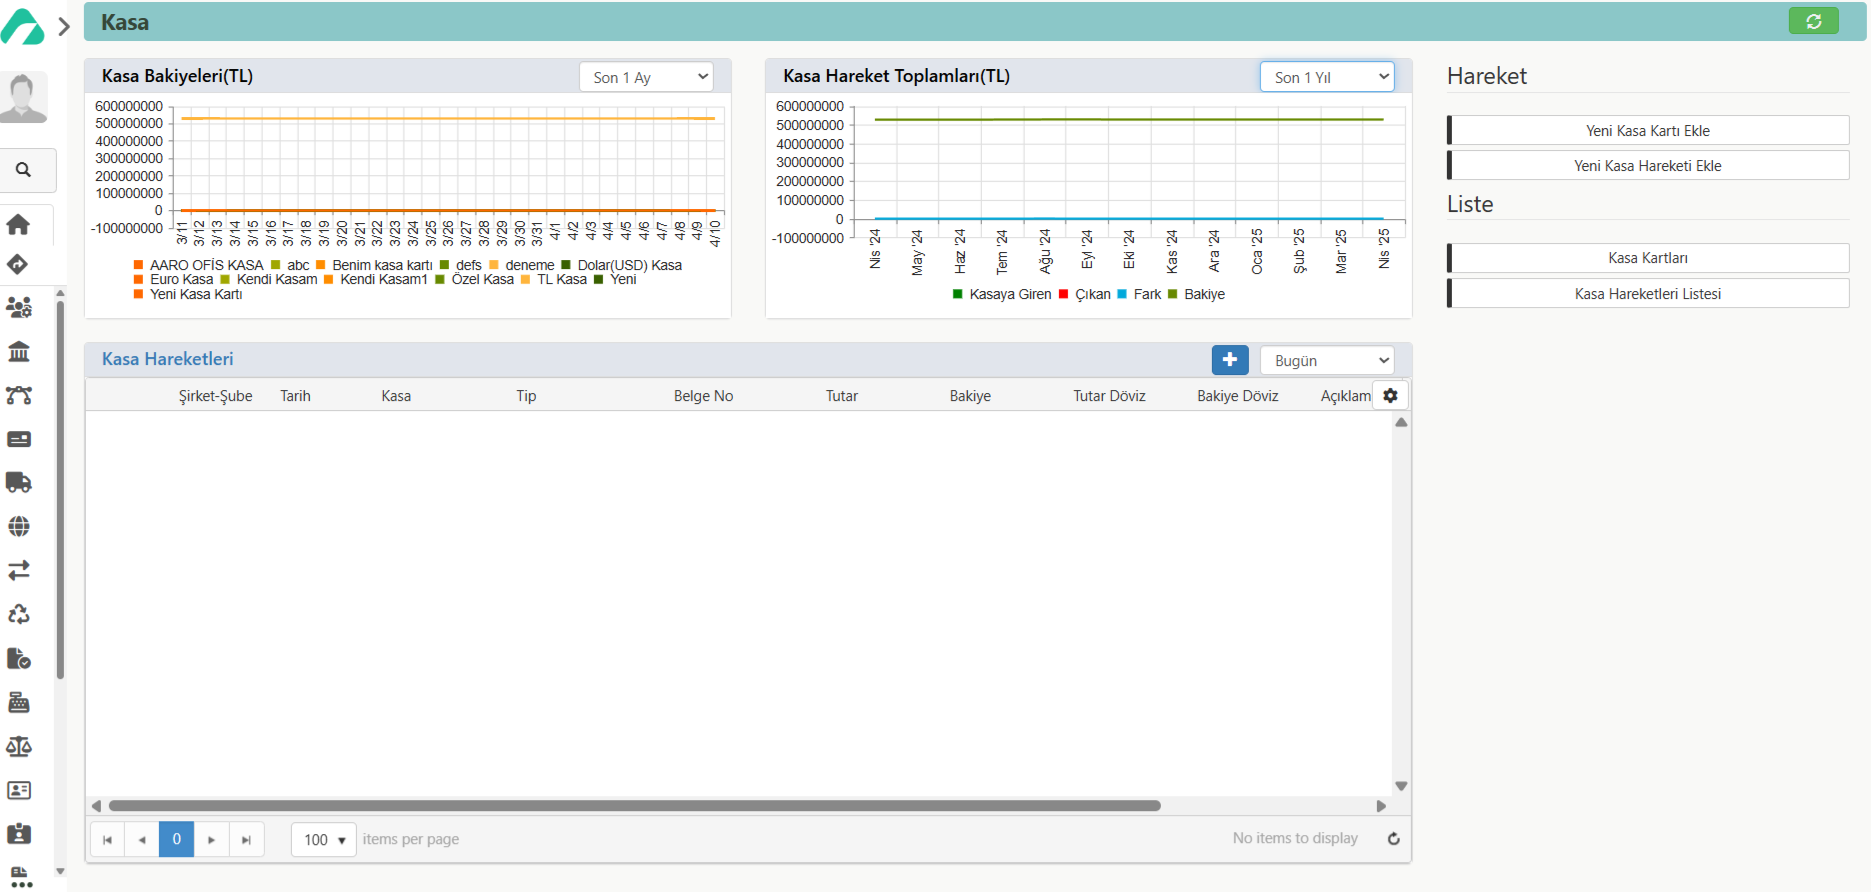 Kasa
Kasa Bakiyeleri(TL)
Son 1 Ay
600000000
500000000
400000000
300000000
200000000
100000000
0
-100000000
3/11 3/12 3/13 3/14 3/15 3/16 3/17 3/18 3/19 3/20 3/21 3/22 3/23 3/24 3/25 3/26 3/27 3/28 3/29 3/30 3/31 4/1 4/2 4/3 4/4 4/5 4/6 4/7 4/8 4/9 4/10
AARO OFİS KASA abc Benim kasa kartı defs deneme Dolar(USD) Kasa
Euro Kasa Kendi Kasam Kendi Kasam1 Özel Kasa TL Kasa Yeni
Yeni Kasa Kartı
Kasa Hareket Toplamları(TL)
Son 1 Yıl
600000000
500000000
400000000
300000000
200000000
100000000
0
-100000000
Nis '24 May '24 Haz '24 Tem '24 Ağu '24 Eyl '24 Eki '24 Kas '24 Ara '24 Oca '25 Şub '25 Mar '25 Nis '25
Kasaya Giren Çıkan Fark Bakiye
Hareket
Yeni Kasa Kartı Ekle
Yeni Kasa Hareketi Ekle
Liste
Kasa Kartları
Kasa Hareketleri Listesi
Kasa Hareketleri
Bugün
Şirket-Şube Tarih Kasa Tip Belge No Tutar Bakiye Tutar Döviz Bakiye Döviz Açıklam
0
100
items per page
No items to display